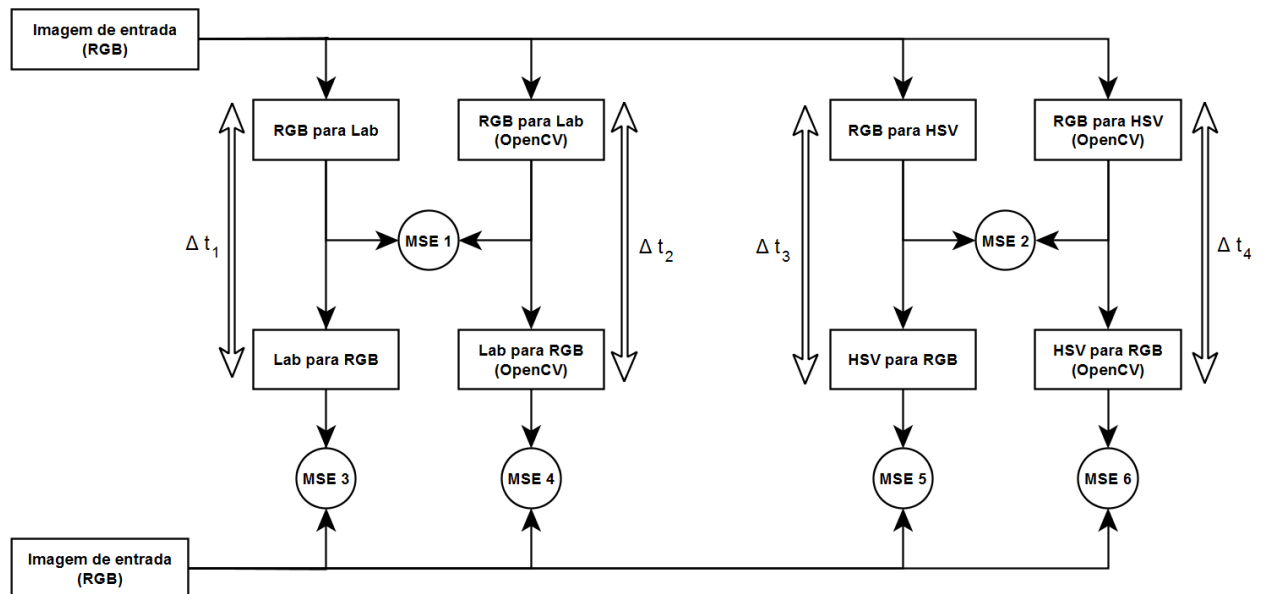 Imagem de entrada
(RGB)
RGB para Lab
RGB para Lab
(OpenCV)
RGB para HSV
RGB para HSV
(OpenCV)
Δ t1
MSE 1
Δ t2
Δ t3
MSE 2
Δ t4
Lab para RGB
Lab para RGB
(OpenCV)
HSV para RGB
HSV para RGB
(OpenCV)
MSE 3
MSE 4
MSE 5
MSE 6
Imagem de entrada
(RGB)